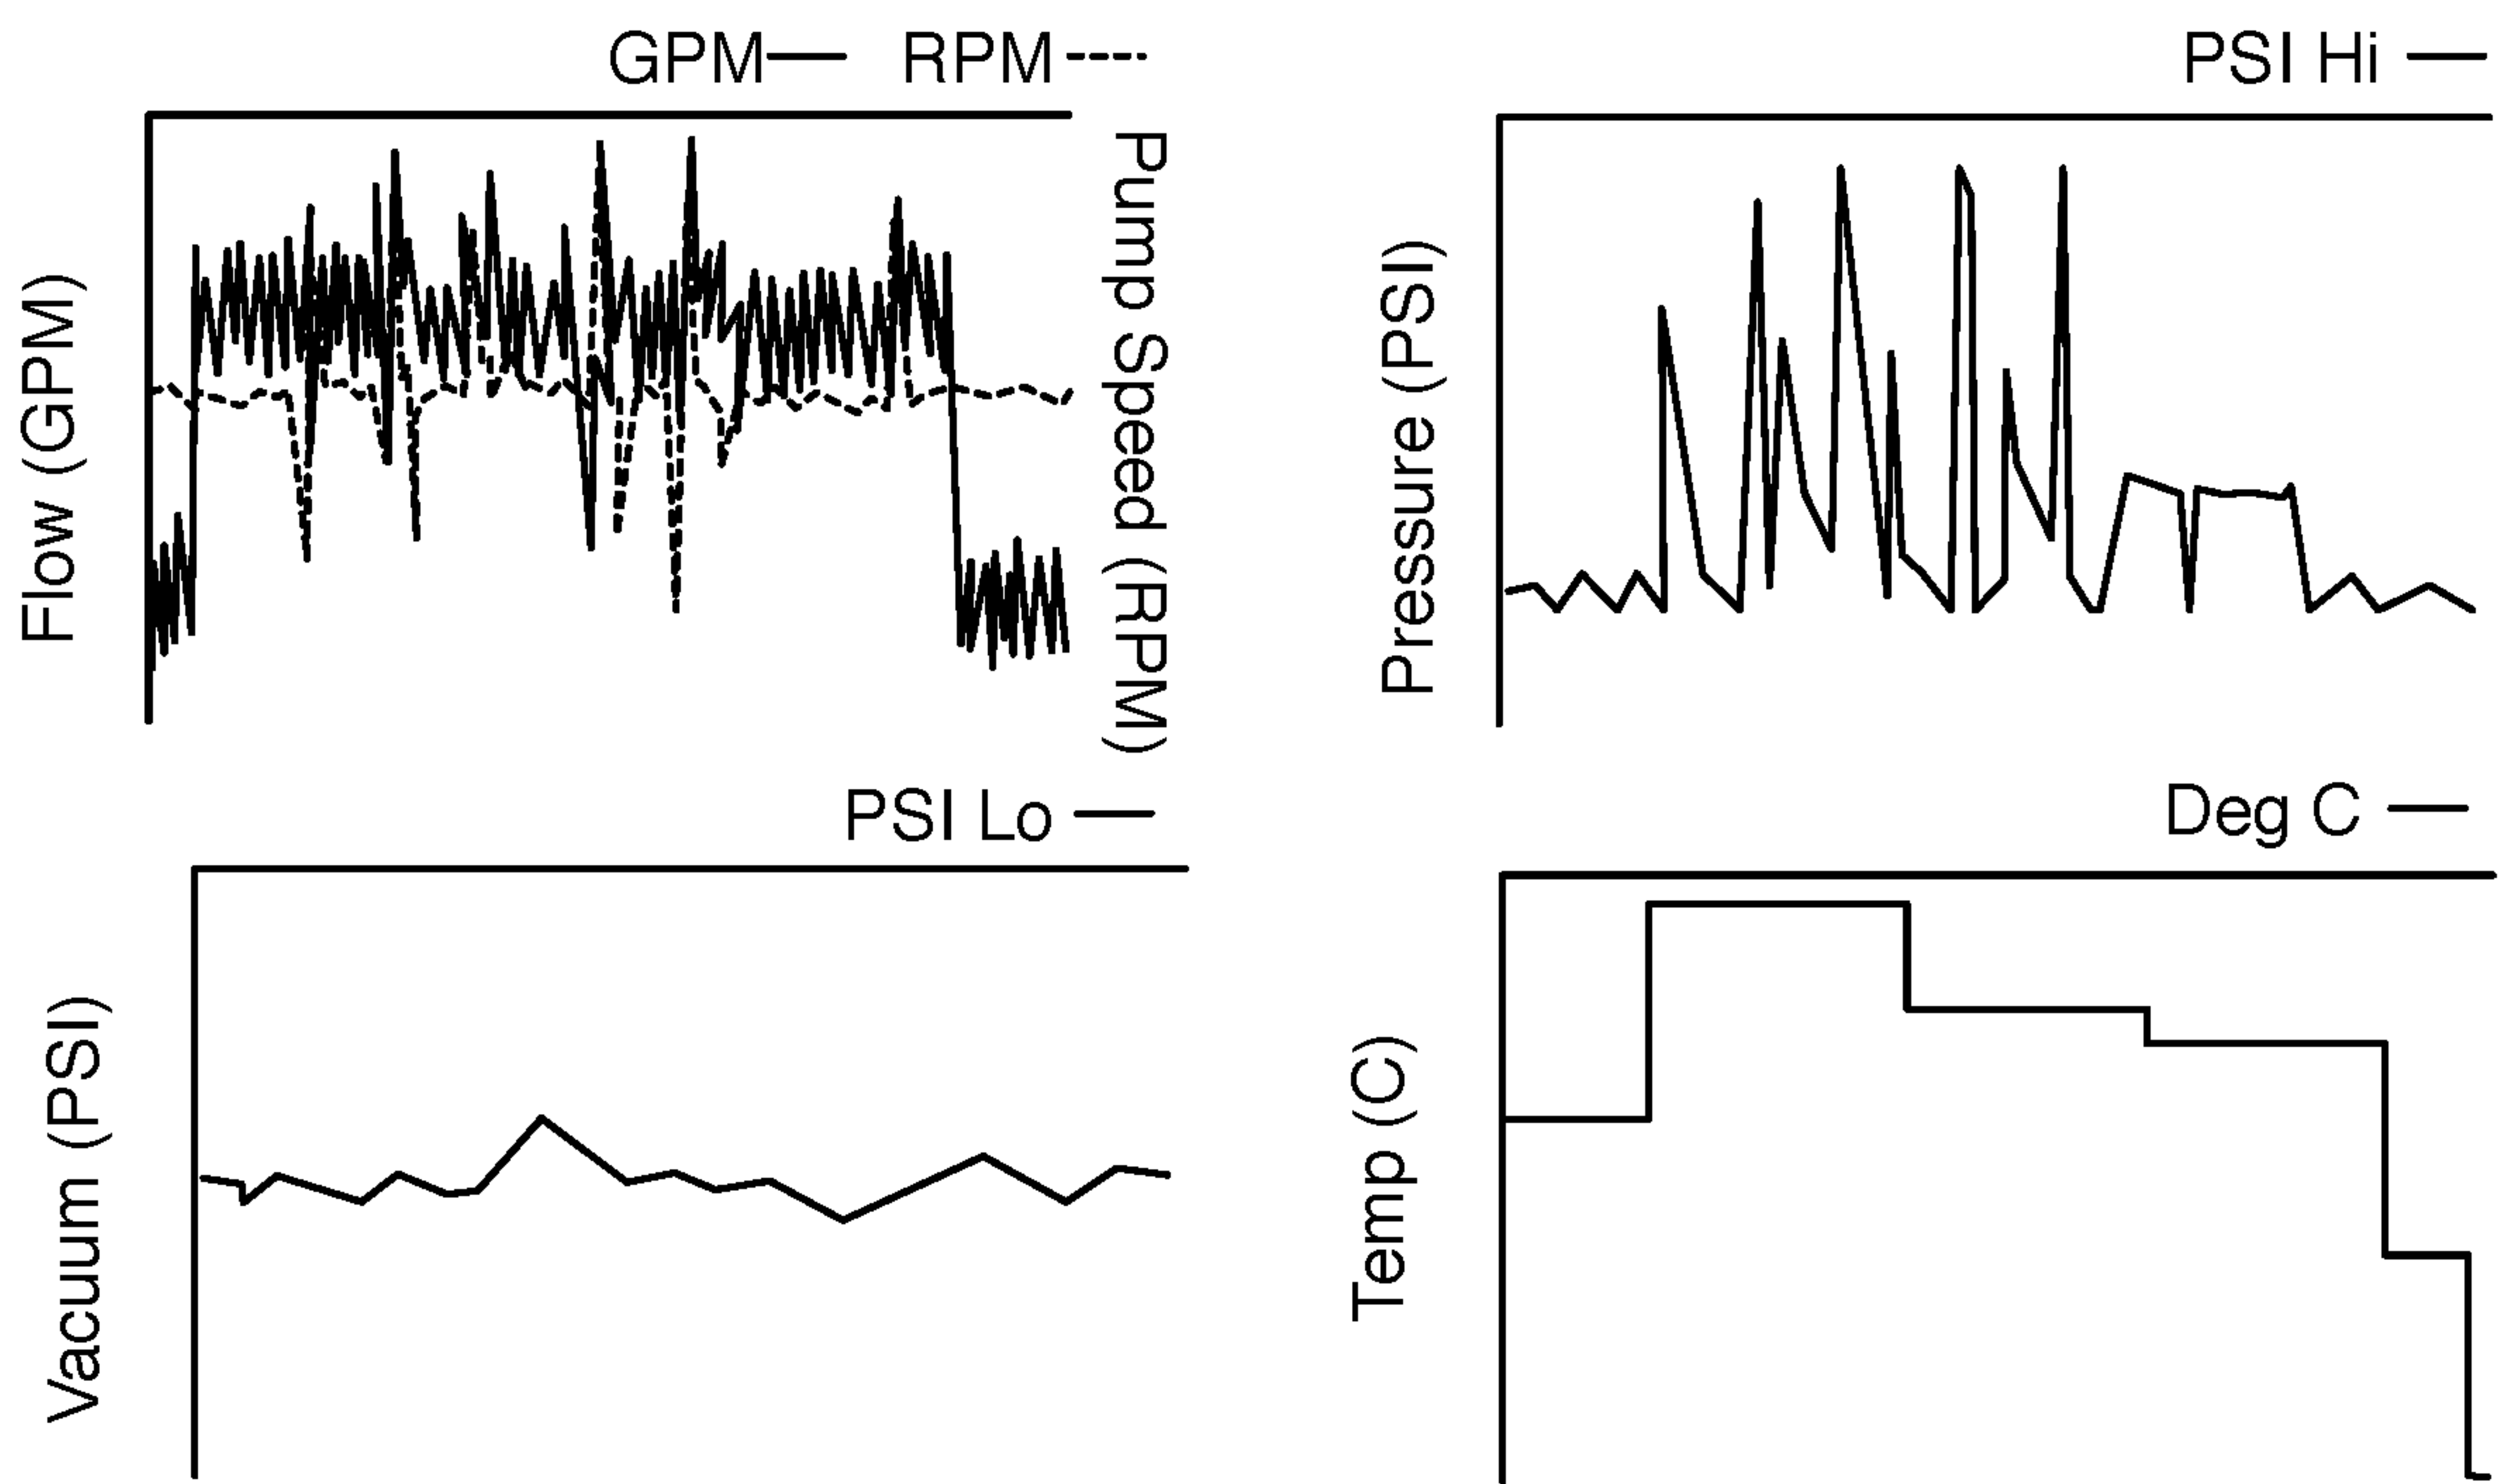 GPM RPM
Flow (GPM)
Pump Speed (RPM)
PSI Hi
Pressure (PSI)
PSI Lo
Vacuum (PSI)
Deg C
Temp (C)